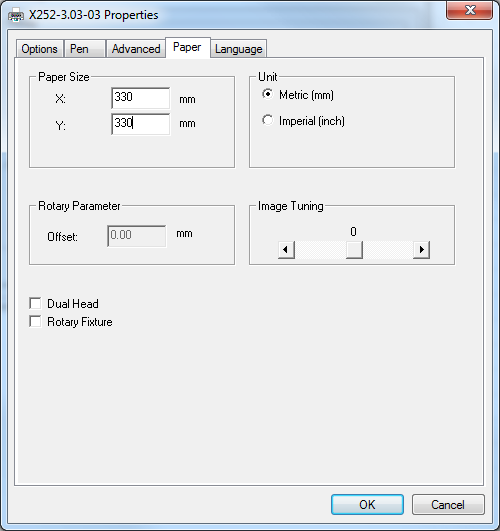 X252-3.03-03 Properties
Options Pen Advanced Paper Language
Paper Size
X: 330 mm
Y: 330 mm
Unit
Metric (mm)
Imperial (inch)
Rotary Parameter
Offset: 0.00 mm
Image Tuning
0
Dual Head
Rotary Fixture
OK Cancel